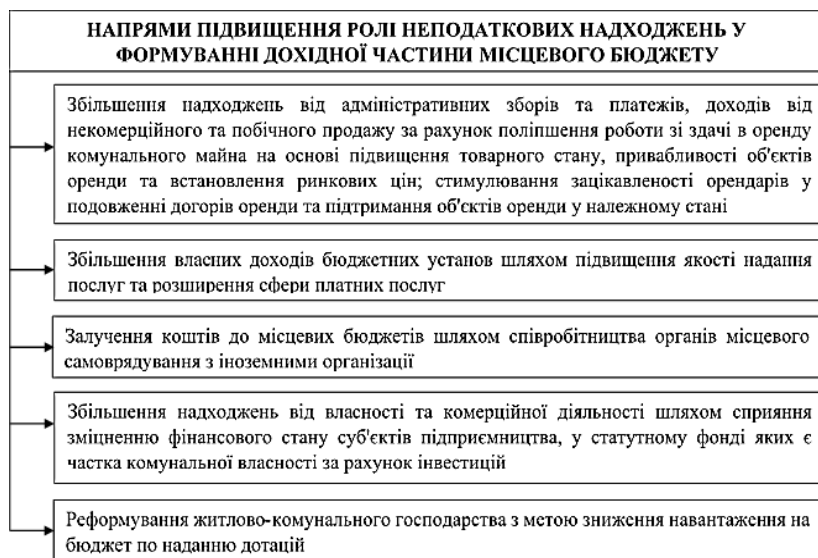 НАПРЯМИ ПІДВИЩЕННЯ РОЛІ НЕПОДАТКОВИХ НАДХОДЖЕНЬ У
ФОРМУВАННІ ДОХІДНОЇ ЧАСТИНИ МІСЦЕВОГО БЮДЖЕТУ
Збільшення надходжень від адміністративних зборів та платежів, доходів від
некомерційного та побічного продажу за рахунок поліпшення роботи зі здачі в оренду
комунального майна на основі підвищення товарного стану, привабливості об'єктів
оренди та встановлення ринкових цін; стимулювання зацікавленості орендарів у
подовженні догорів оренди та підтримання об'єктів оренди у належному стані
Збільшення власних доходів бюджетних установ шляхом підвищення якості надання
послуг та розширення сфери платних послуг
Залучення коштів до місцевих бюджетів шляхом співробітництва органів місцевого
самоврядування з іноземними організації
Збільшення надходжень від власності та комерційної діяльності шляхом сприяння
зміцненню фінансового стану суб'єктів підприємництва, у статутному фонді яких є
частка комунальної власності за рахунок інвестицій
Реформування житлово-комунального господарства з метою зниження навантаження на
бюджет по наданню дотацій